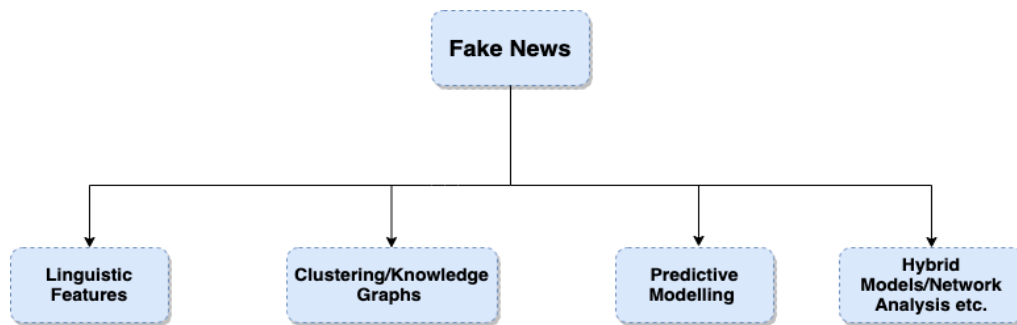 Fake News
Linguistic
Features
Clustering/Knowledge
Graphs
Predictive
Modelling
Hybrid
Models/Network
Analysis etc.